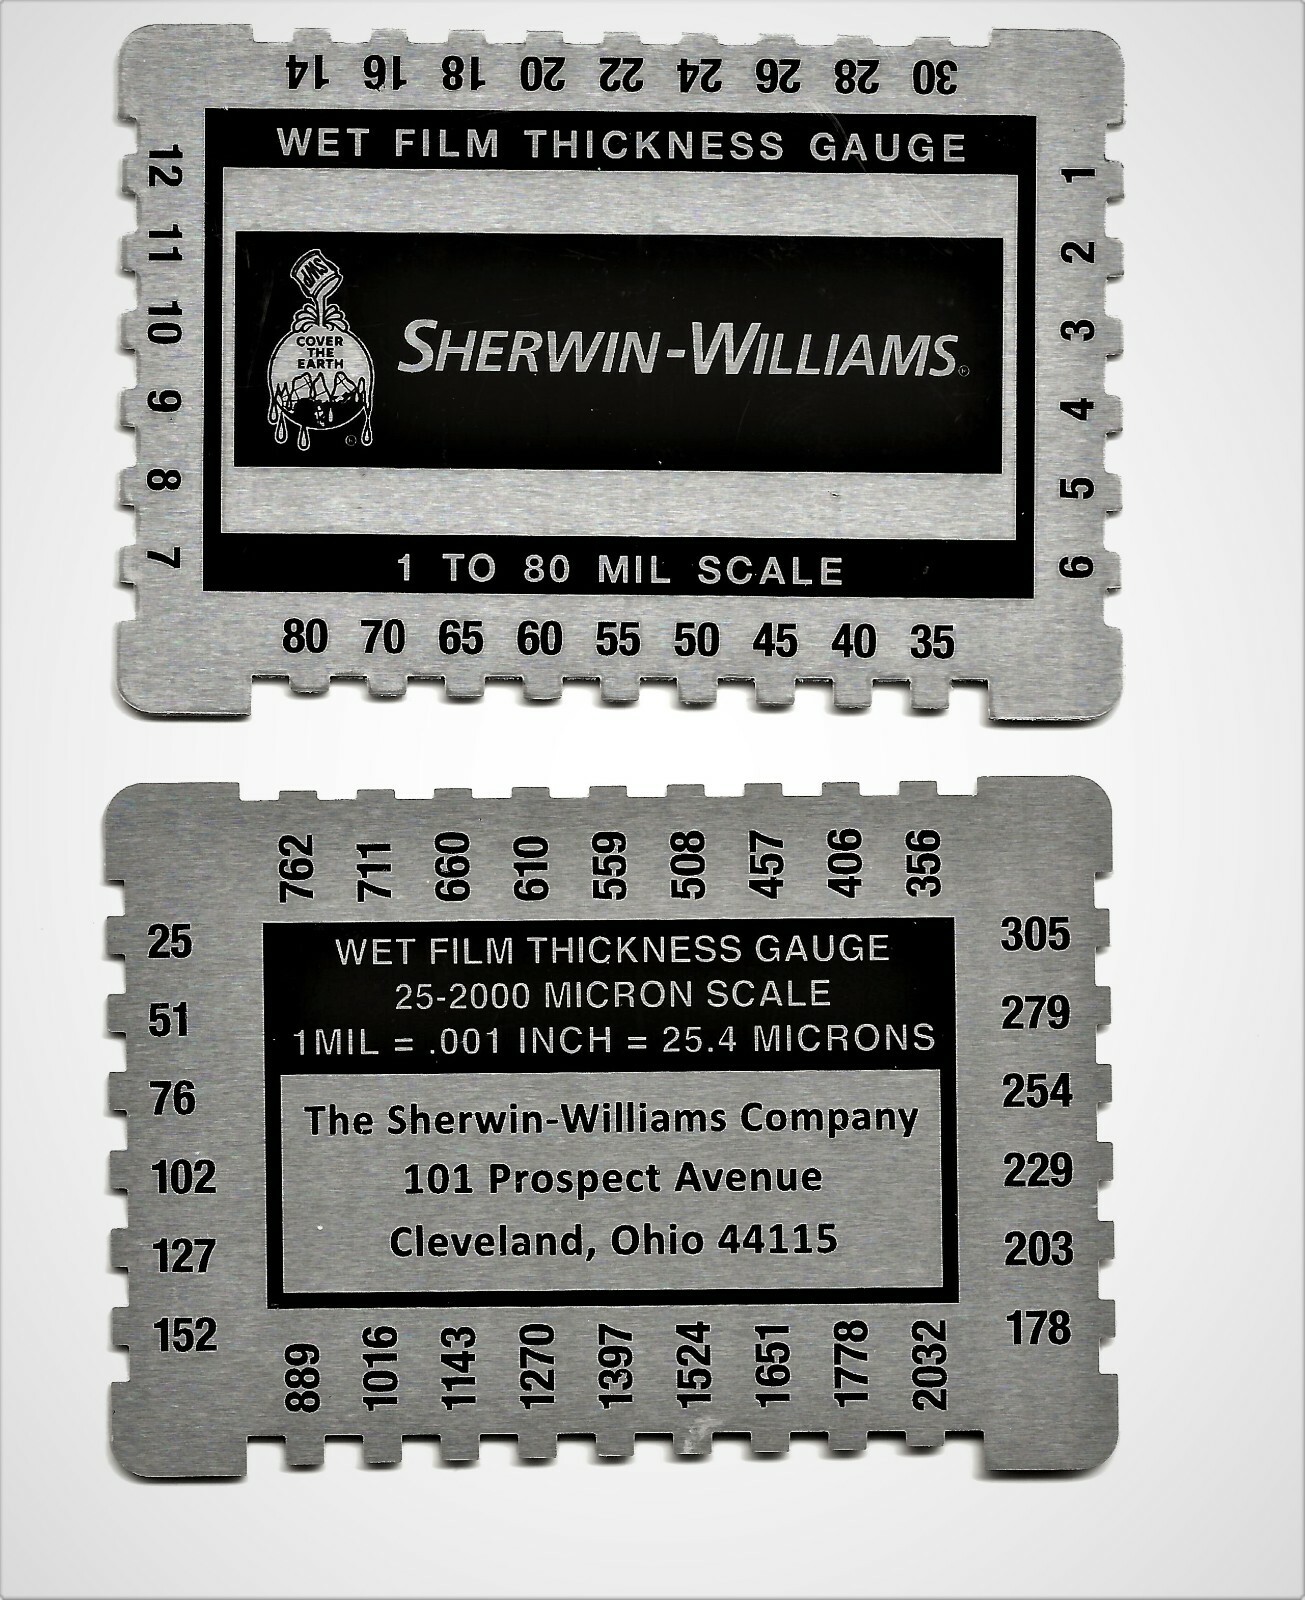 14 16 18 20 22 24 26 28 30
WET FILM THICKNESS GAUGE
12
11
10
9
8
7
SWP
COVER
THE
EARTH
®
SHERWIN-WILLIAMS®
1
2
3
4
5
6
1 TO 80 MIL SCALE
80 70 65 60 55 50 45 40 35
762 711 660 610 559 508 457 406 356
25
51
76
102
127
152
WET FILM THICKNESS GAUGE
25-2000 MICRON SCALE
1MIL = .001 INCH = 25.4 MICRONS
The Sherwin-Williams Company
101 Prospect Avenue
Cleveland, Ohio 44115
305
279
254
229
203
178
889 1016 1143 1270 1397 1524 1651 1778 2032